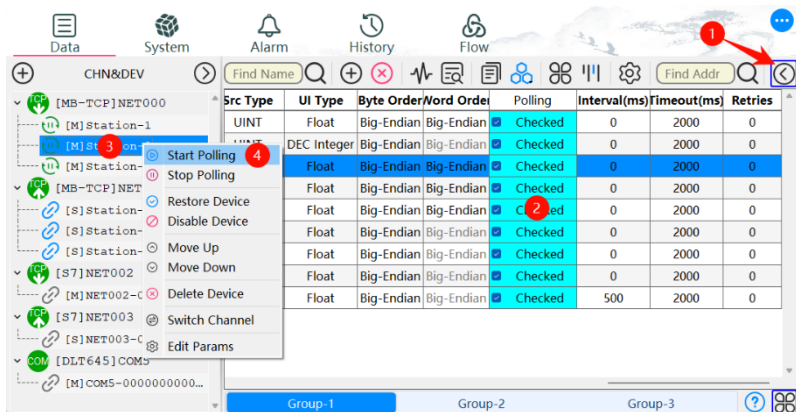 Data System Alarm History Flow
1
CHN&DEV Find Name Find Addr
[MB-TCP]NET000
[M]Station-1
[M]Station-
[M]Station-
[MB-TCP]NET
[S]Station-
[S]Station-
[S]Station-
[S7]NET002
[M]NET002-
[S7]NET003
[S]NET003-
[DLT645]COM5
[M]COM5-0000000000...
TCP
TCP
TCP
TCP
COM
3
Start Polling 4
Stop Polling
Restore Device
Disable Device
Move Up
Move Down
Delete Device
Switch Channel
Edit Params
Src Type UI Type Byte Order Word Order Polling Interval(ms) Timeout(ms) Retries
UINT Float Big-Endian Big-Endian Checked 0 2000 0
UINT DEC Integer Big-Endian Big-Endian Checked 0 2000 0
Float Big-Endian Big-Endian Checked 0 2000 0
Float Big-Endian Big-Endian Checked 0 2000 0
Float Big-Endian Big-Endian 2 0 2000 0
Float Big-Endian Big-Endian Checked 0 2000 0
Float Big-Endian Big-Endian Checked 0 2000 0
Float Big-Endian Big-Endian Checked 0 2000 0
Float Big-Endian Big-Endian Checked 500 2000 0
Group-1 Group-2 Group-3 ?